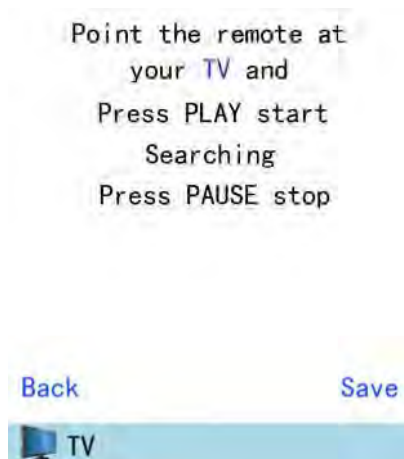 Point the remote at
your TV and
Press PLAY start
Searching
Press PAUSE stop
Back Save
TV